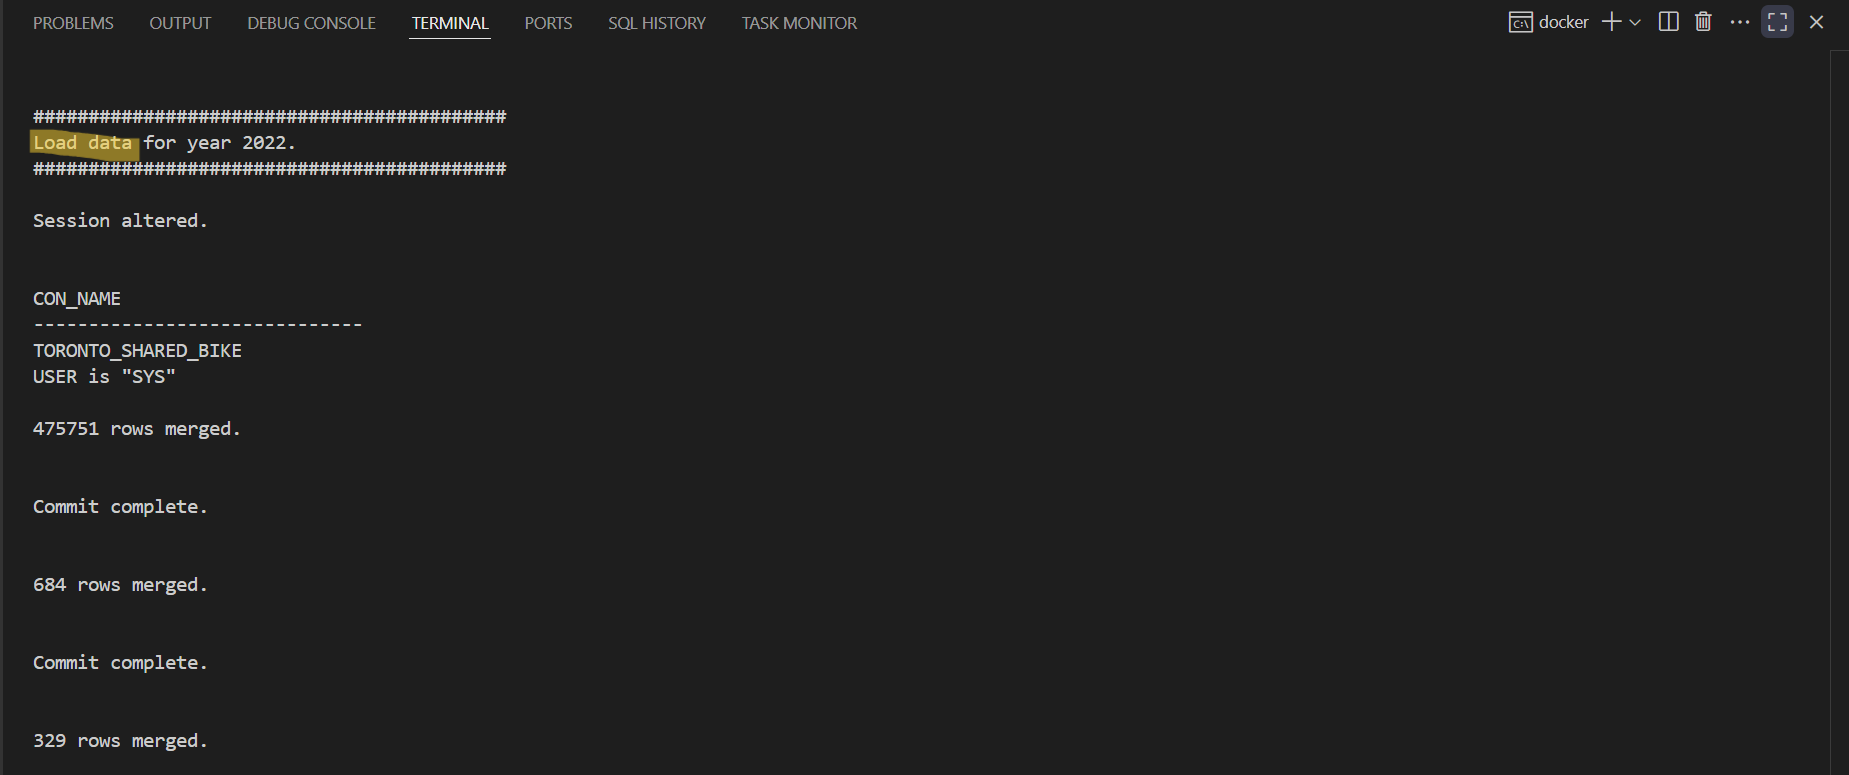 PROBLEMS OUTPUT DEBUG CONSOLE TERMINAL PORTS SQL HISTORY TASK MONITOR docker
###########################################
Load data for year 2022.
###########################################
Session altered.
CON_NAME
------------------------------
TORONTO_SHARED_BIKE
USER is "SYS"
475751 rows merged.
Commit complete.
684 rows merged.
Commit complete.
329 rows merged.